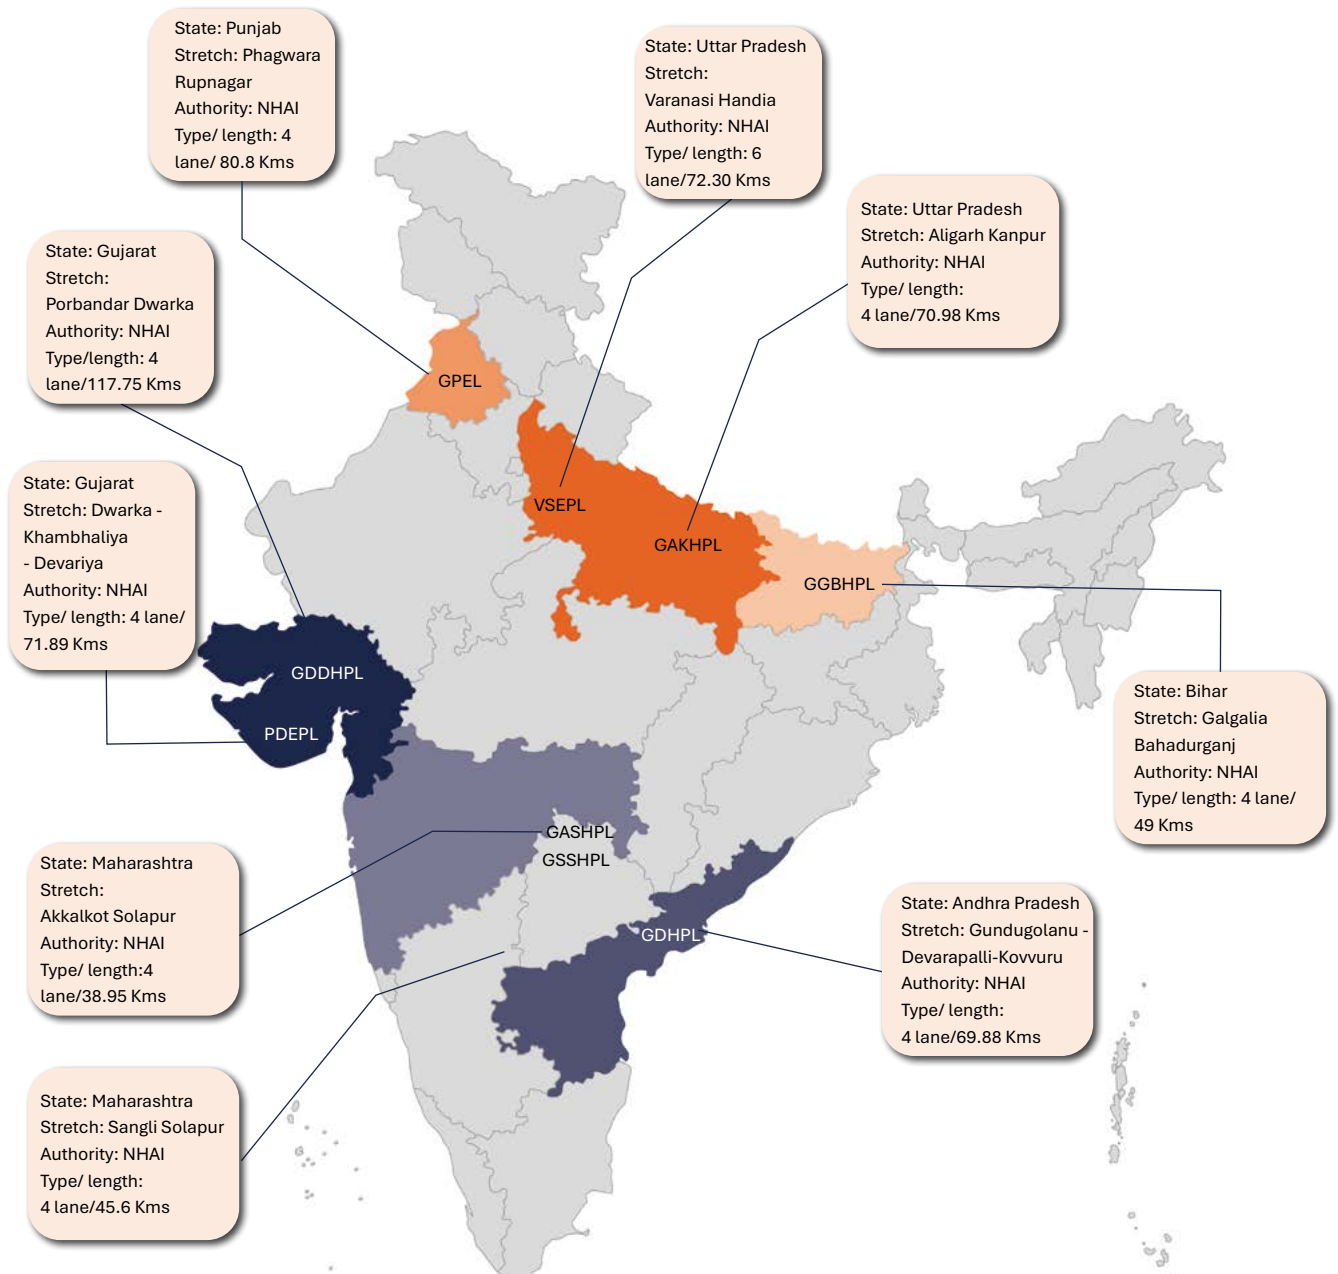 State: Punjab
Stretch: Phagwara
Rupnagar
Authority: NHAI
Type/ length: 4
lane/ 80.8 Kms
State: Uttar Pradesh
Stretch:
Varanasi Handia
Authority: NHAI
Type/ length: 6
lane/72.30 Kms
State: Uttar Pradesh
Stretch: Aligarh Kanpur
Authority: NHAI
Type/ length:
4 lane/70.98 Kms
State: Gujarat
Stretch:
Porbandar Dwarka
Authority: NHAI
Type/length: 4
lane/117.75 Kms
State: Gujarat
Stretch: Dwarka -
Khambhaliya
- Devariya
Authority: NHAI
Type/ length: 4 lane/
71.89 Kms
GPEL
VSEPL
GAKHPL
GGBHPL
GDDHPL
PDEPL
GASHPL
GSSHPL
GDHPL
State: Bihar
Stretch: Galgalia
Bahadurganj
Authority: NHAI
Type/ length: 4 lane/
49 Kms
State: Maharashtra
Stretch:
Akkalkot Solapur
Authority: NHAI
Type/ length:4
lane/38.95 Kms
State: Andhra Pradesh
Stretch: Gundugolanu -
Devarapalli-Kovvuru
Authority: NHAI
Type/ length:
4 lane/69.88 Kms
State: Maharashtra
Stretch: Sangli Solapur
Authority: NHAI
Type/ length:
4 lane/45.6 Kms